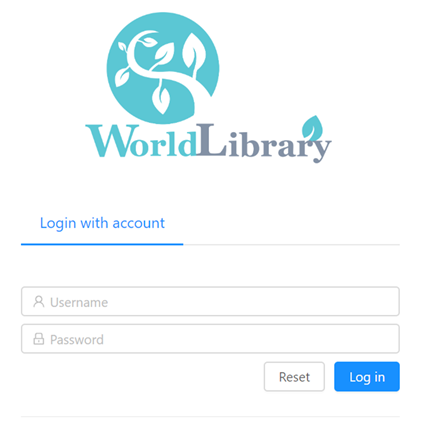 WorldLibrary
Login with account
Username
Password
Reset Log in